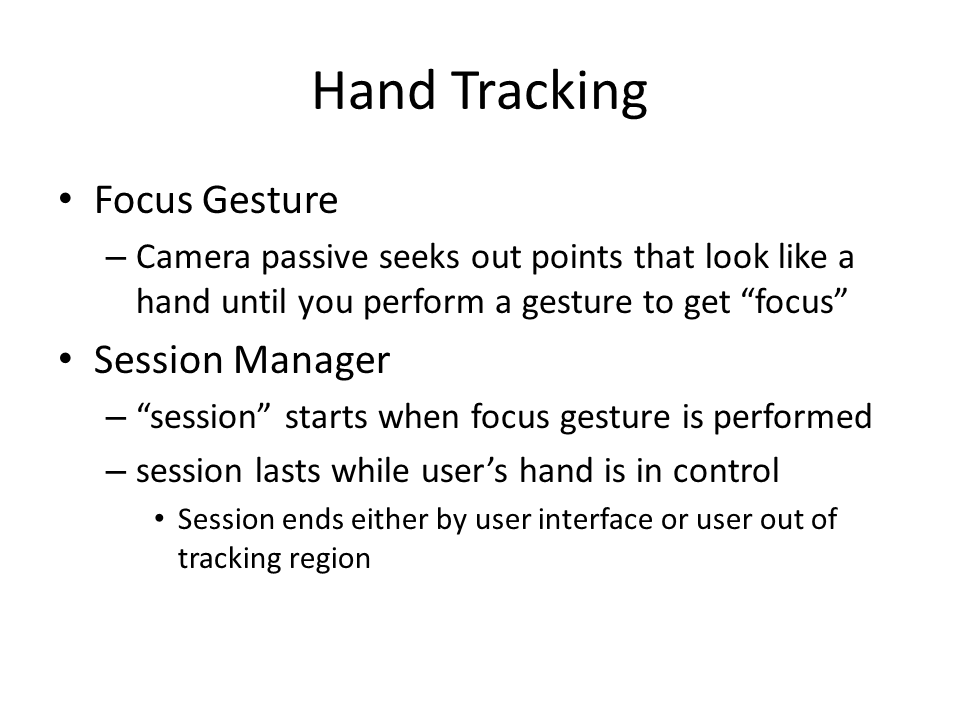 Hand Tracking
• Focus Gesture
– Camera passive seeks out points that look like a
hand until you perform a gesture to get “focus”
• Session Manager
– “session” starts when focus gesture is performed
– session lasts while user’s hand is in control
• Session ends either by user interface or user out of
tracking region